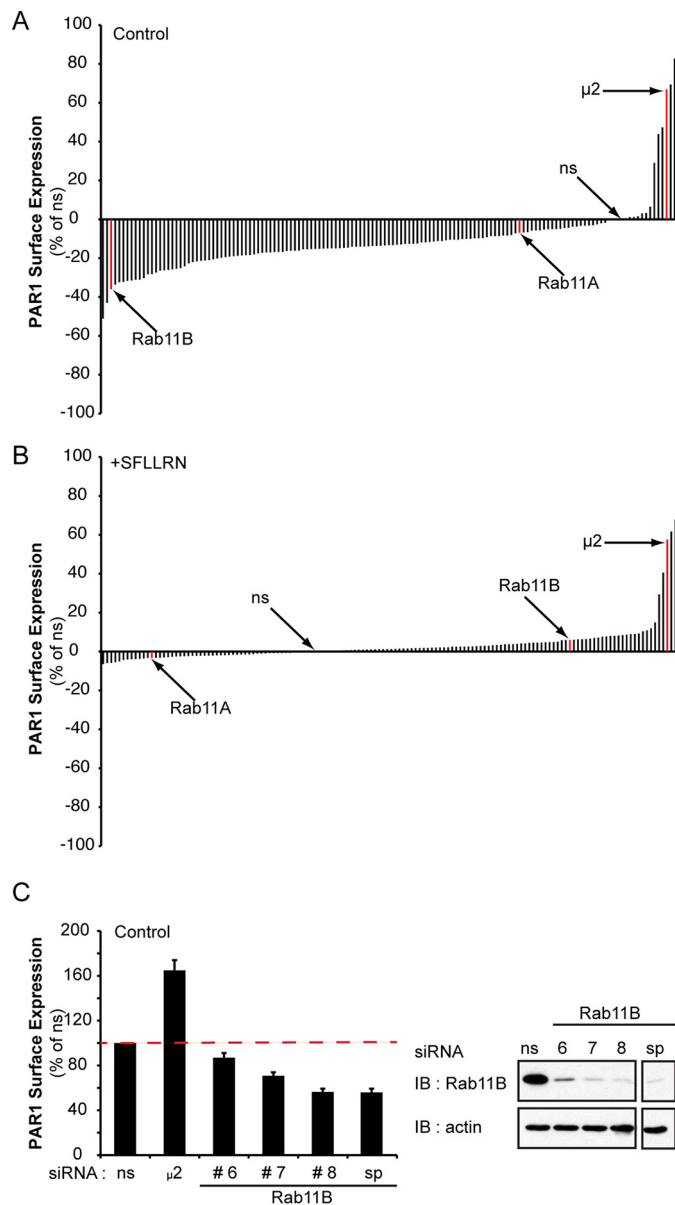 A
Control
100
80
60
40
20
0
-20
-40
-60
-80
-100
PAR1 Surface Expression
(% of ns)
µ2
ns
Rab11A
Rab11B
B
+SFLLRN
100
80
60
40
20
0
-20
-40
-60
-80
-100
PAR1 Surface Expression
(% of ns)
µ2
Rab11B
ns
Rab11A
C
Control
200
160
120
80
40
0
PAR1 Surface Expression
(% of ns)
siRNA : ns µ2 # 6 # 7 # 8 sp
Rab11B
Rab11B
siRNA ns 6 7 8 sp
IB : Rab11B
IB : actin